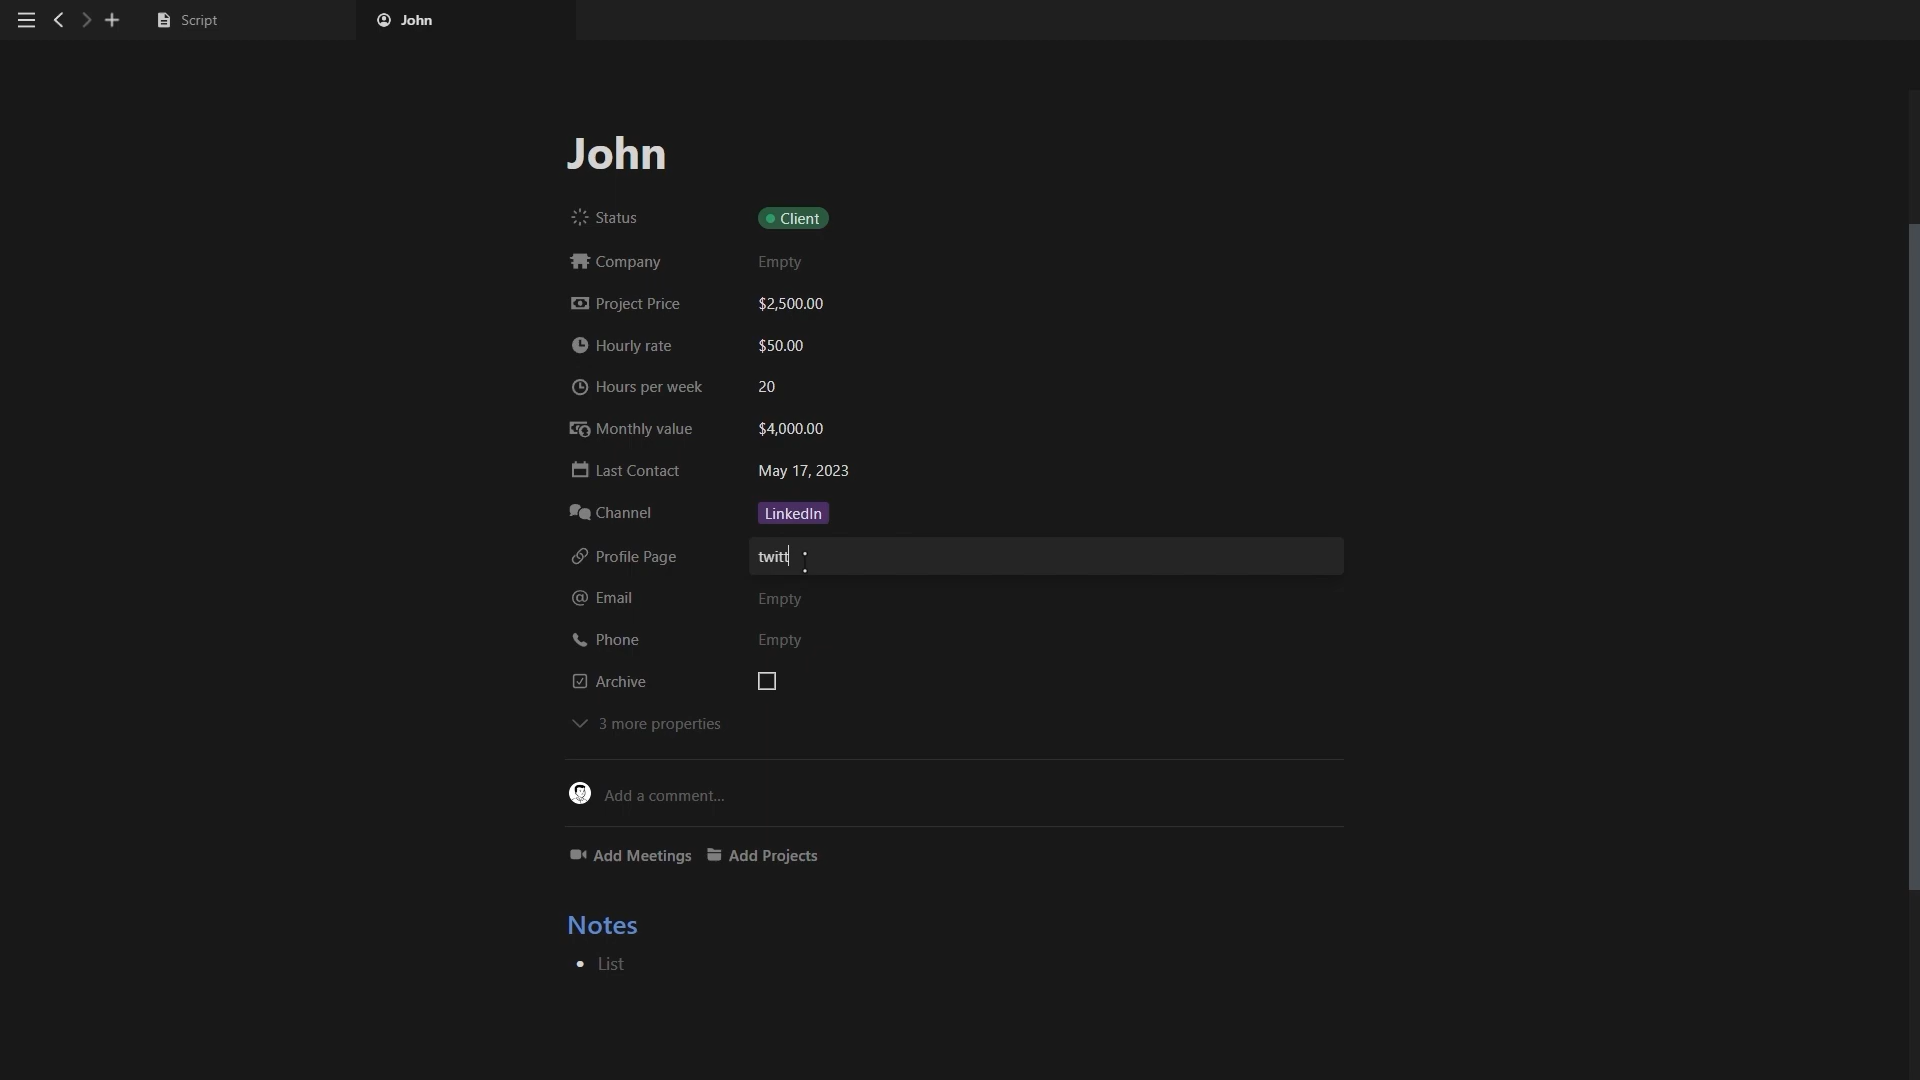 Script
John
John
Status Client
Company Empty
Project Price $2,500.00
Hourly rate $50.00
Hours per week 20
Monthly value $4,000.00
Last Contact May 17, 2023
Channel LinkedIn
Profile Page twitt
@ Email Empty
Phone Empty
Archive
3 more properties
Add a comment...
Add Meetings Add Projects
Notes
• List